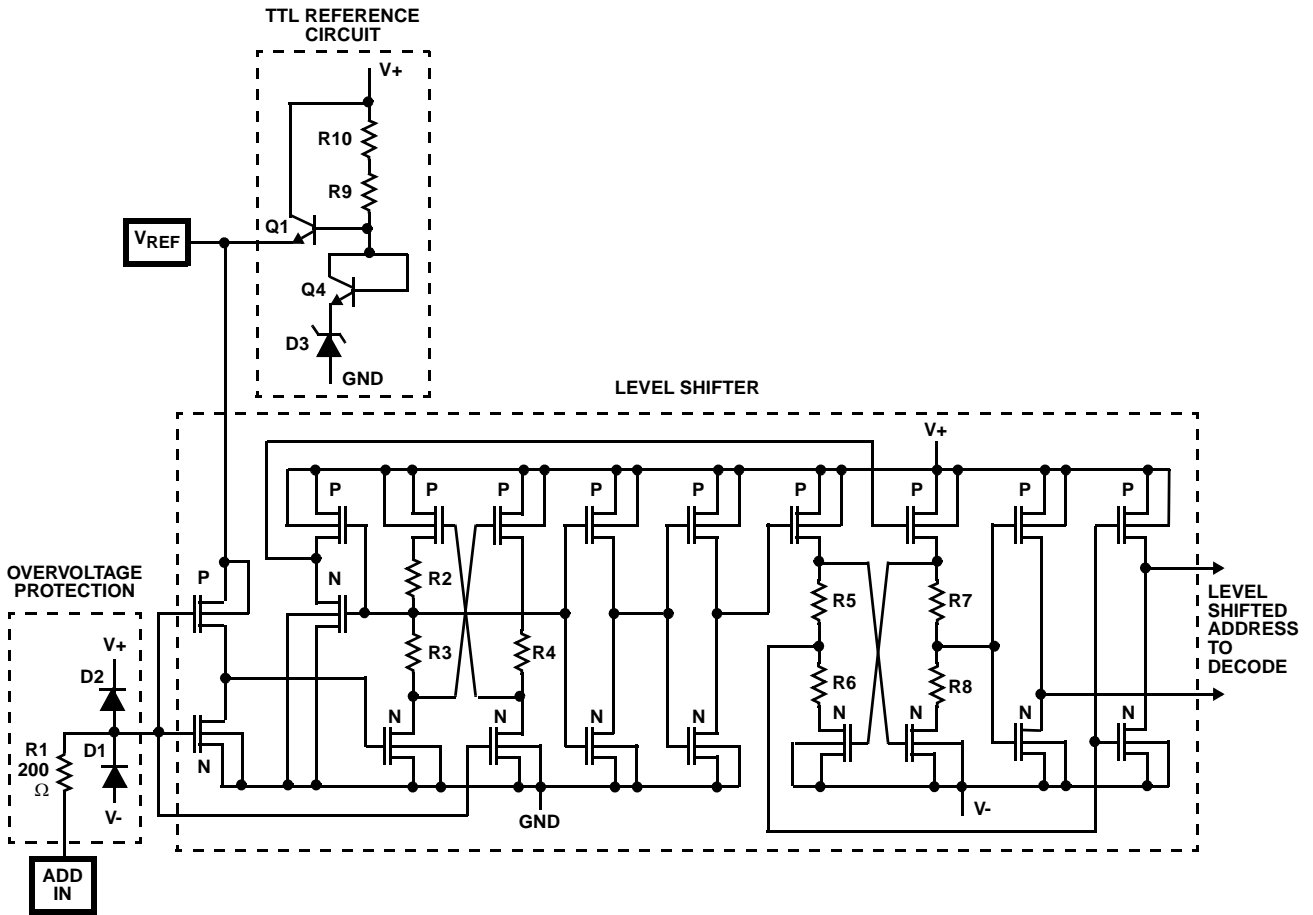 TTL REFERENCE
CIRCUIT
V+
R10
R9
Q1
VREF
Q4
D3
GND
LEVEL SHIFTER
V+
P
P
P
P
P
P
P
P
P
OVERVOLTAGE
PROTECTION
P
N
R2
R5
R7
LEVEL
SHIFTED
ADDRESS
TO
DECODE
V+
D2
R3
R4
R6
R8
R1
200
Ω
D1
N
N
N
N
N
N
N
N
V-
GND
V-
ADD
IN